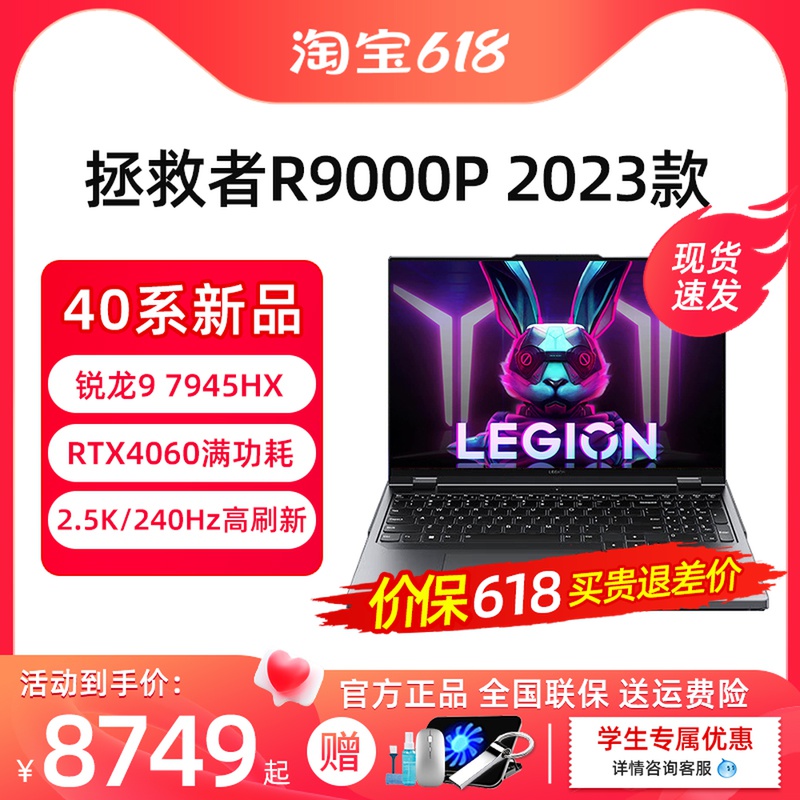 淘宝618
拯救者R9000P 2023款
现货
速发
40系新品
锐龙9 7945HX
RTX4060满功耗
2.5K/240Hz高刷新
LEGION
LEGION
价保618买贵退差价
活动到手价:
¥8749起
官方正品 全国联保 送运费险
赠
学生专属优惠
详情咨询客服